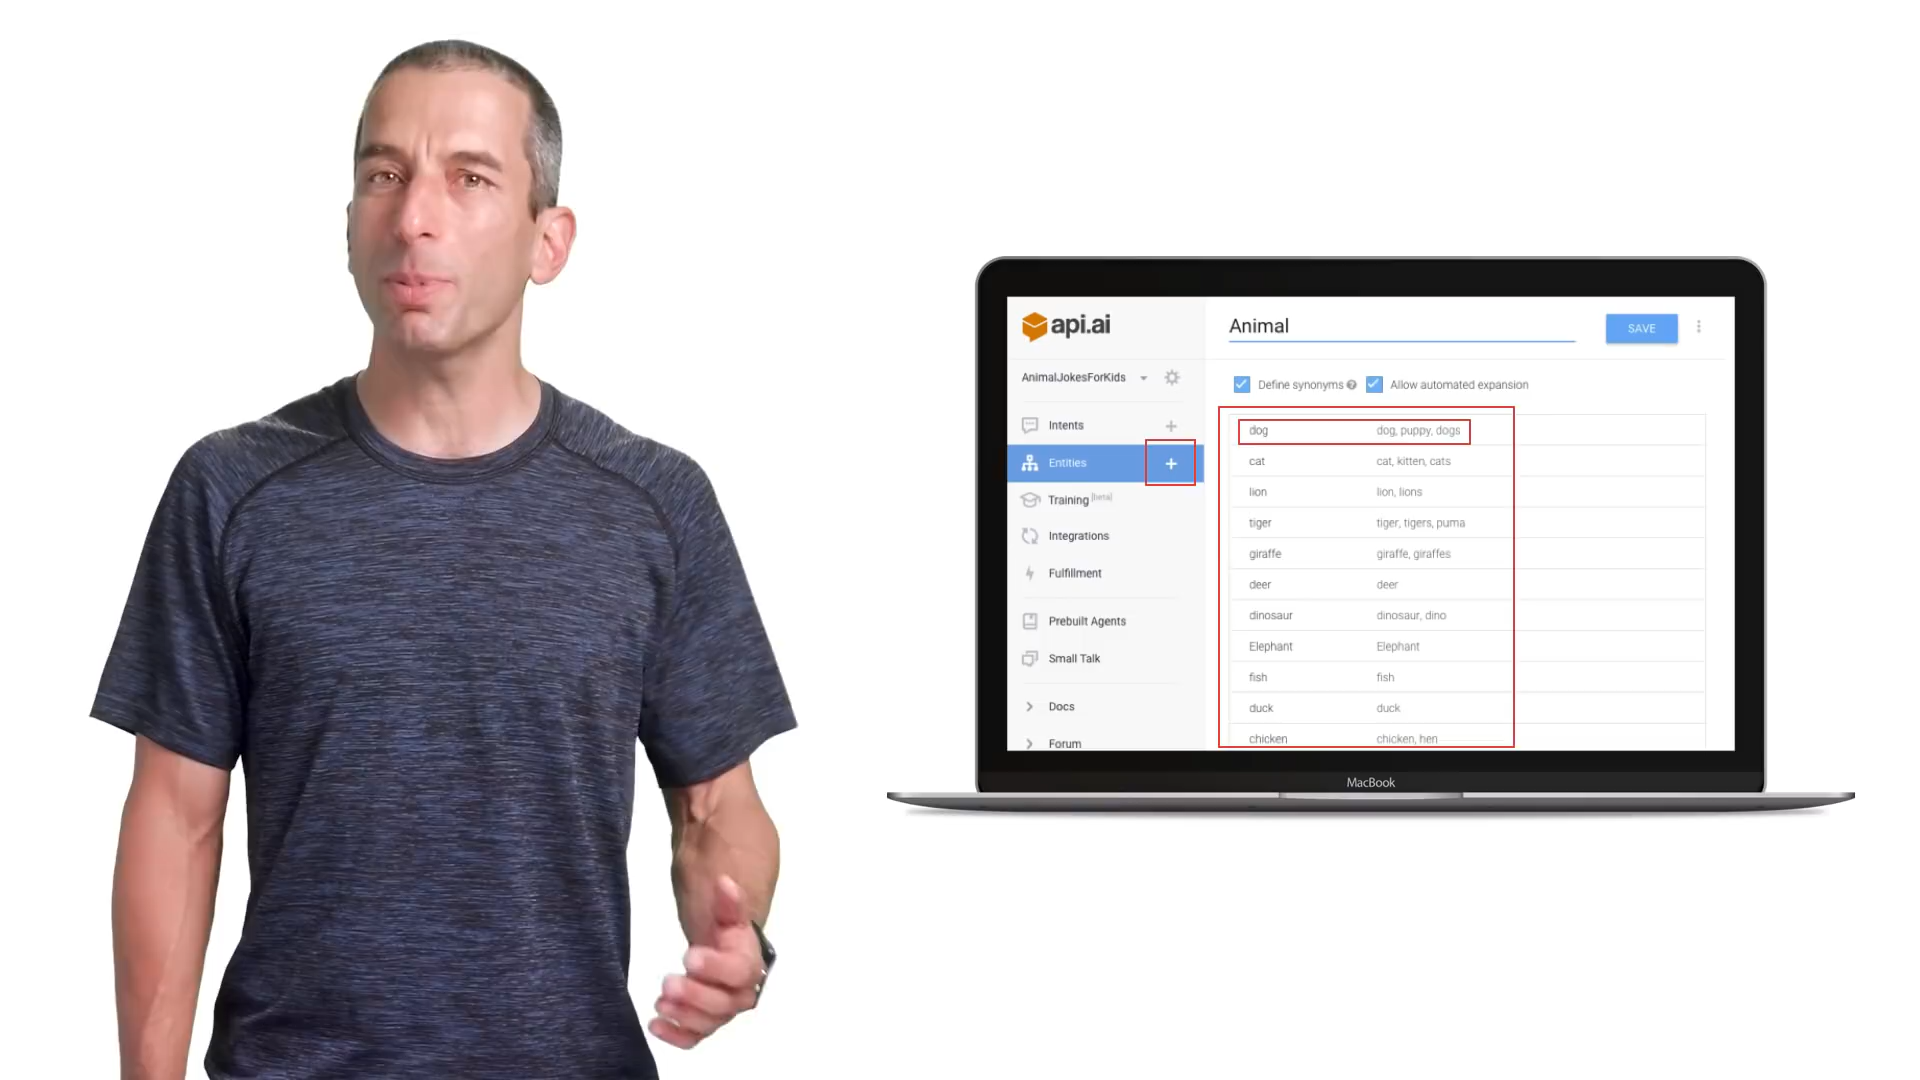 api.ai
AnimalJokesForKids
Intents
Entities
Training [beta]
Integrations
Fulfillment
Prebuilt Agents
Small Talk
Docs
Forum
Animal
SAVE
Define synonyms ? Allow automated expansion
dog dog, puppy, dogs
cat cat, kitten, cats
lion lion, lions
tiger tiger, tigers, puma
giraffe giraffe, giraffes
deer deer
dinosaur dinosaur, dino
Elephant Elephant
fish fish
duck duck
chicken chicken, hen
MacBook